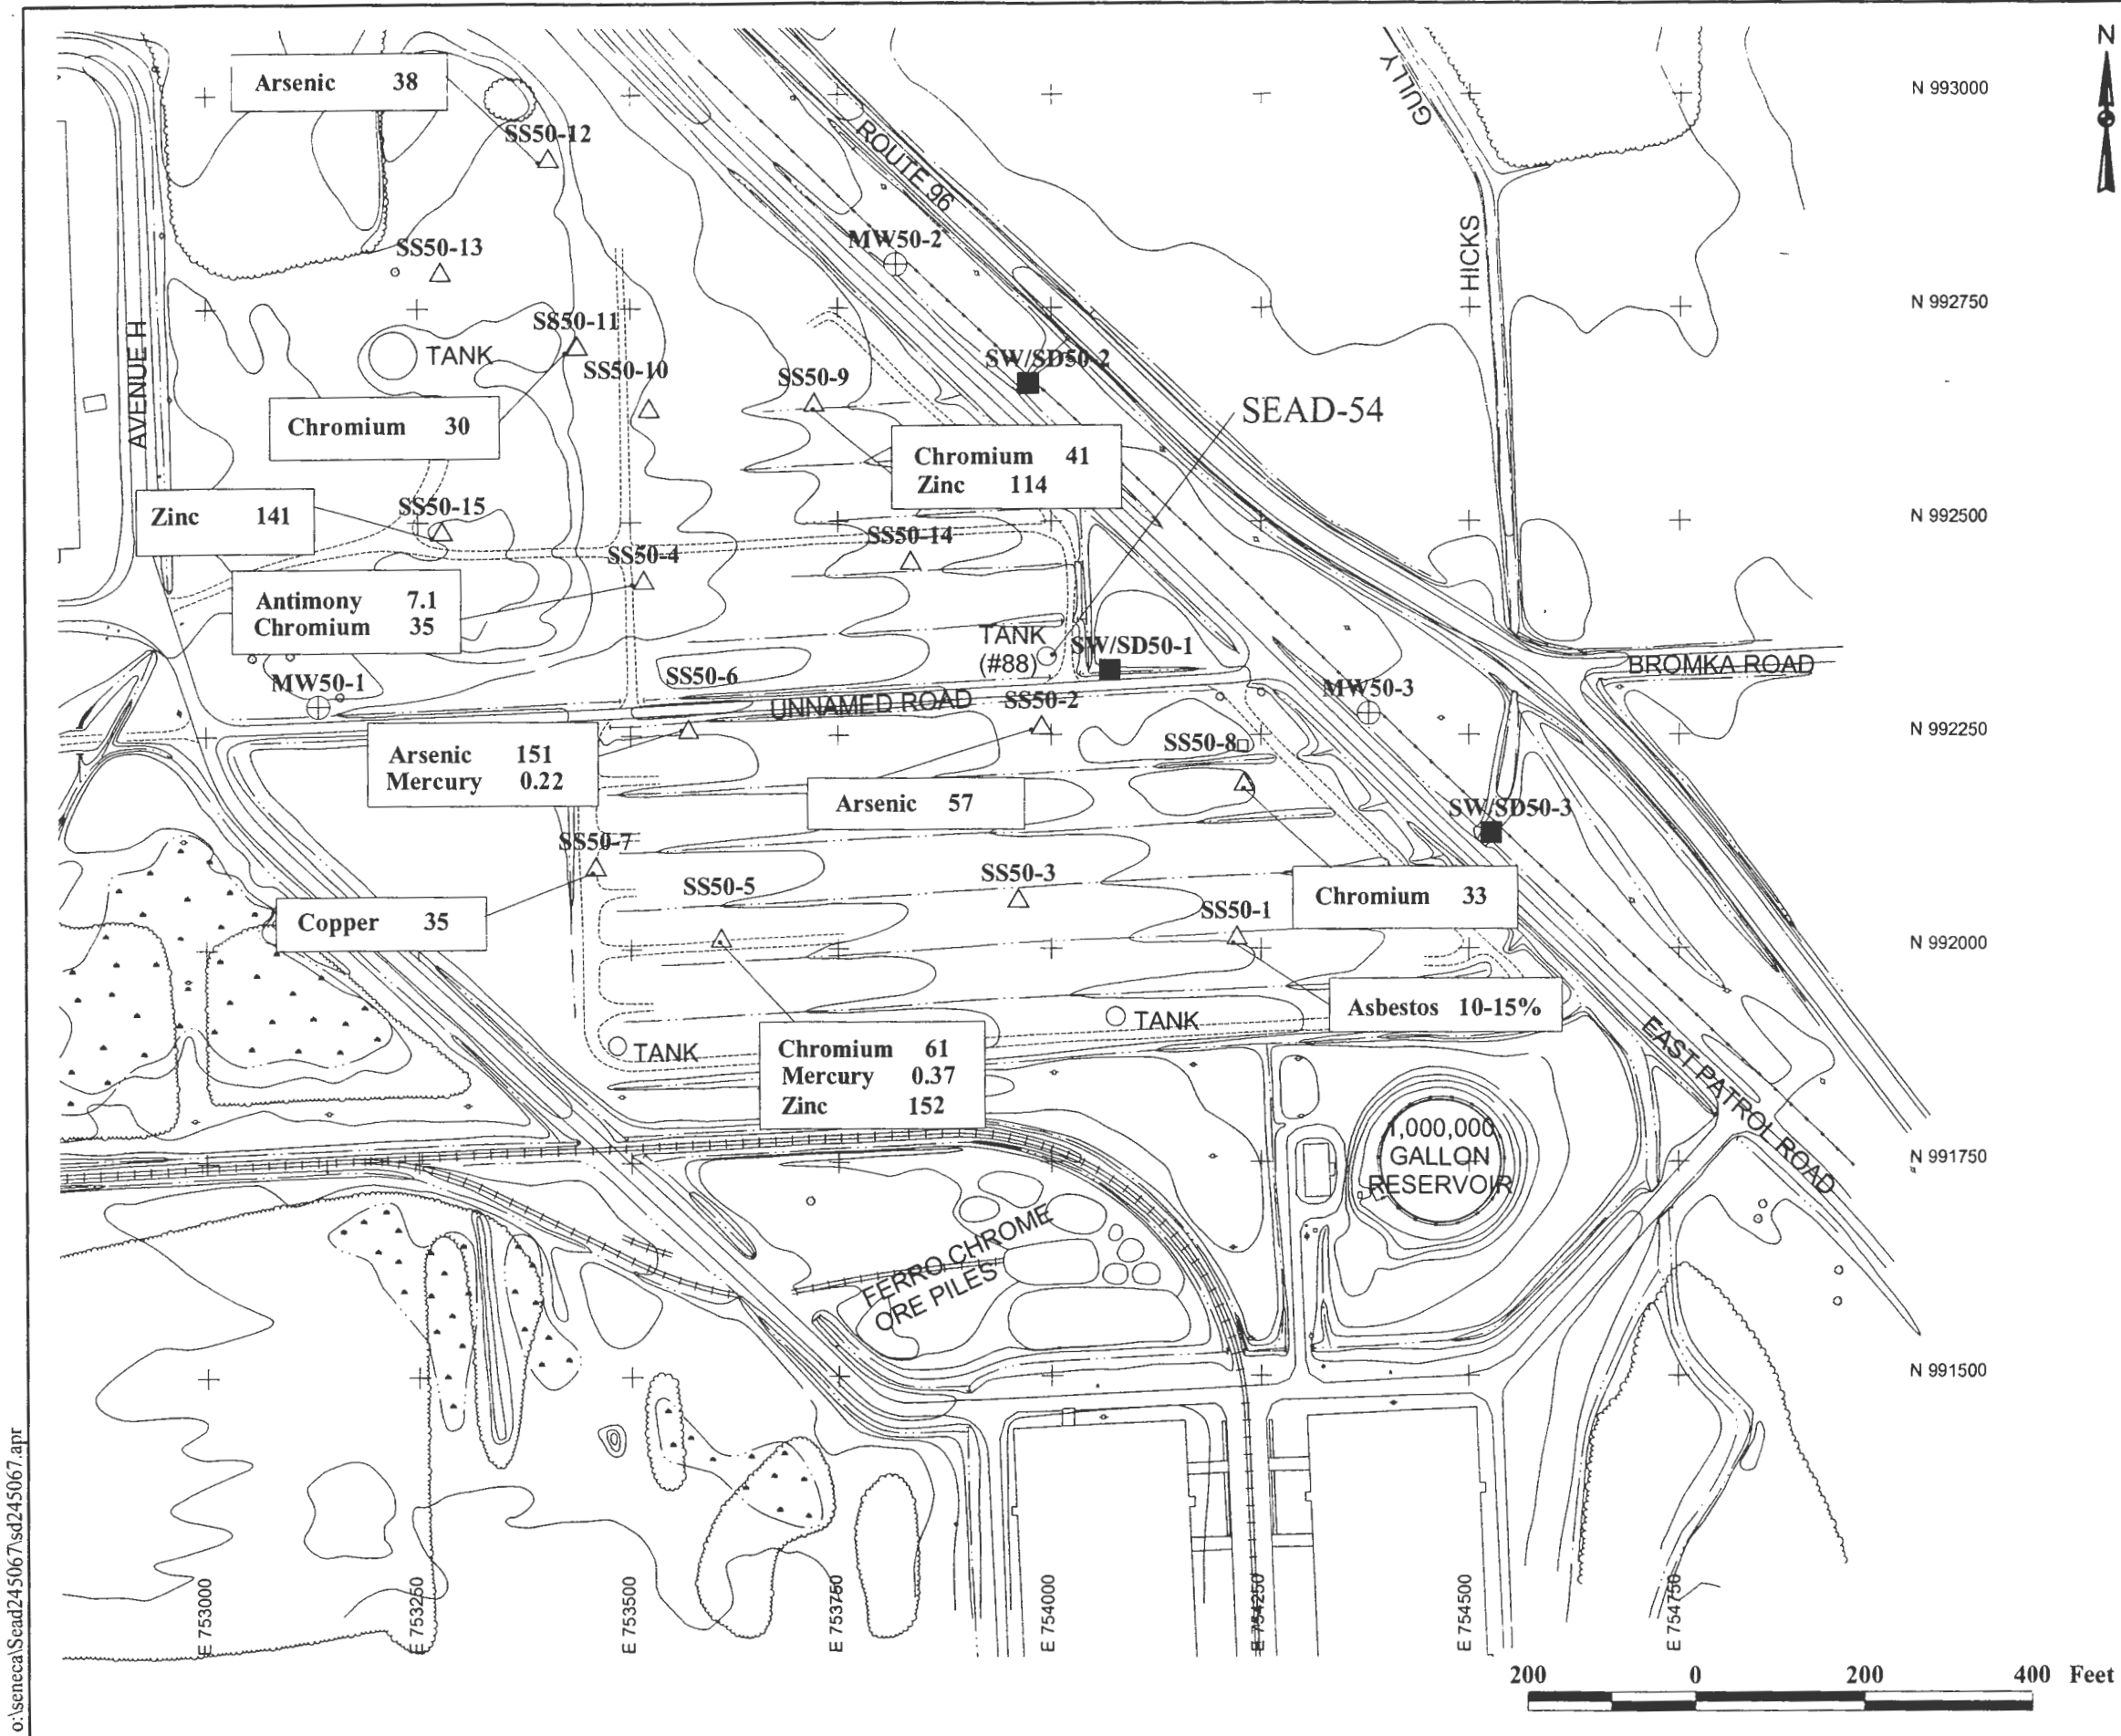 N
GULLY
N 993000
Arsenic 38
SS50-12
ROUTE 96
HICKS
MW50-2
SS50-13
N 992750
SS50-11
AVENUE H
TANK
SW/SD50-2
SS50-10
SS50-9
SEAD-54
Chromium 30
Chromium 41
Zinc 114
SS50-15
Zinc 141
N 992500
SS50-14
SS50-4
Antimony 7.1
Chromium 35
TANK
(#88)
SW/SD50-1
BROMKA ROAD
SS50-6
MW50-1
MW50-3
UNNAMED ROAD
SS50-2
N 992250
SS50-8
Arsenic 151
Mercury 0.22
Arsenic 57
SW/SD50-3
SS50-7
SS50-5
SS50-3
Chromium 33
SS50-1
Copper 35
N 992000
Asbestos 10-15%
TANK
TANK
Chromium 61
Mercury 0.37
Zinc 152
EAST PATROL ROAD
1,000,000
GALLON
RESERVOIR
N 991750
FERRO CHROME
ORE PILES
N 991500
E 753000
E 753250
E 753500
E 753750
E 754000
E 754250
E 754500
E 754750
200 0 200 400 Feet
o:\seneca\Sead245067\sd245067.apr